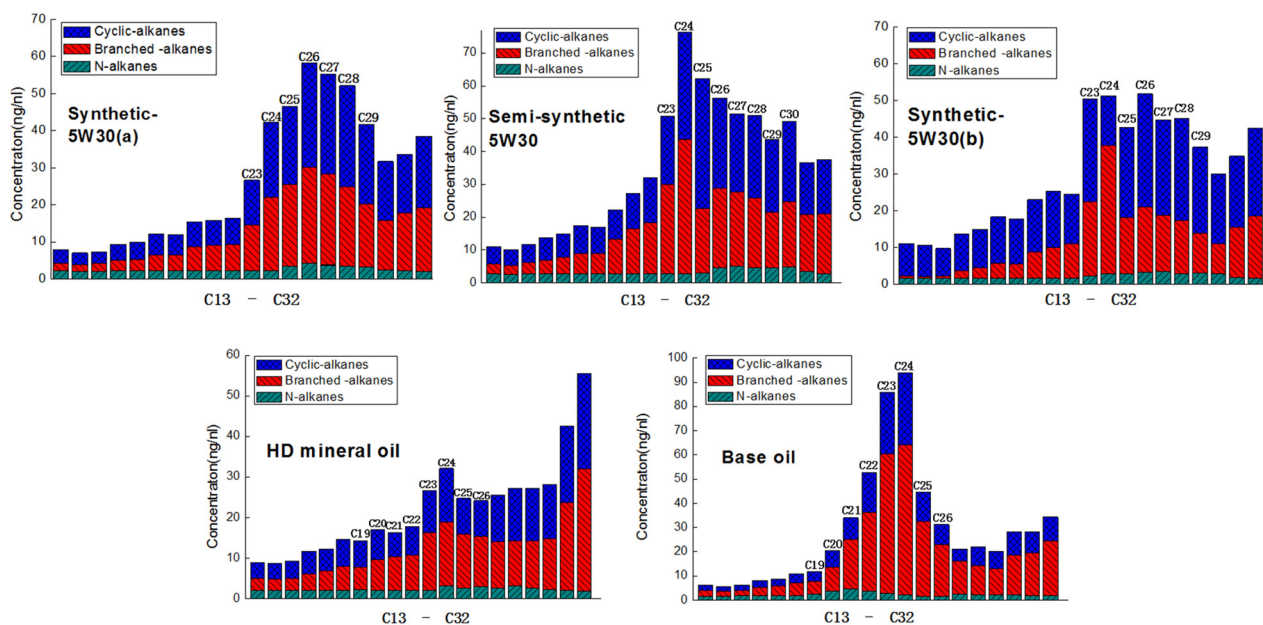 Concentraton(ng/nl)
70
60
50
40
30
20
10
0
Cyclic-alkanes
Branched -alkanes
N-alkanes
Synthetic-
5W30(a)
C23
C24
C25
C26
C27
C28
C29
C13 - C32
Concentration(ng/nl)
70
60
50
40
30
20
10
0
Cyclic-alkanes
Branched -alkanes
N-alkanes
Semi-synthetic
5W30
C23
C24
C25
C26
C27
C28
C29
C30
C13 - C32
Concentraton(ng/nl)
70
60
50
40
30
20
10
0
Cyclic-alkanes
Branched -alkanes
N-alkanes
Synthetic-
5W30(b)
C23
C24
C25
C26
C27
C28
C29
C13 - C32
Concentraton(ng/nl)
60
50
40
30
20
10
0
Cyclic-alkanes
Branched -alkanes
N-alkanes
HD mineral oil
C19
C20
C21
C22
C23
C24
C25
C26
C13 - C32
Concentraton(ng/nl)
100
90
80
70
60
50
40
30
20
10
0
Cyclic-alkanes
Branched -alkanes
N-alkanes
Base oil
C19
C20
C21
C22
C23
C24
C25
C26
C13 - C32